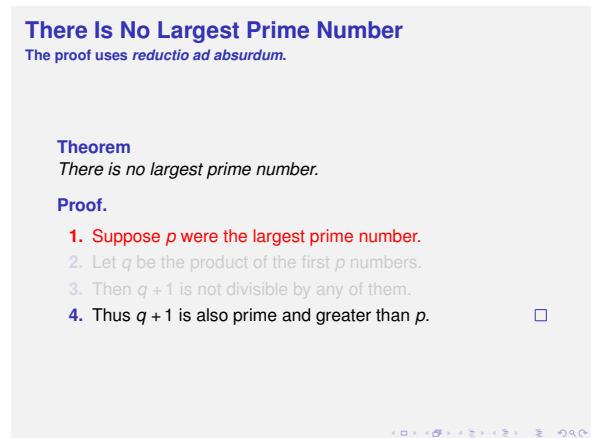 There Is No Largest Prime Number
The proof uses reductio ad absurdum.
Theorem
There is no largest prime number.
Proof.
1. Suppose p were the largest prime number.
2. Let q be the product of the first p numbers.
3. Then q + 1 is not divisible by any of them.
4. Thus q + 1 is also prime and greater than p.